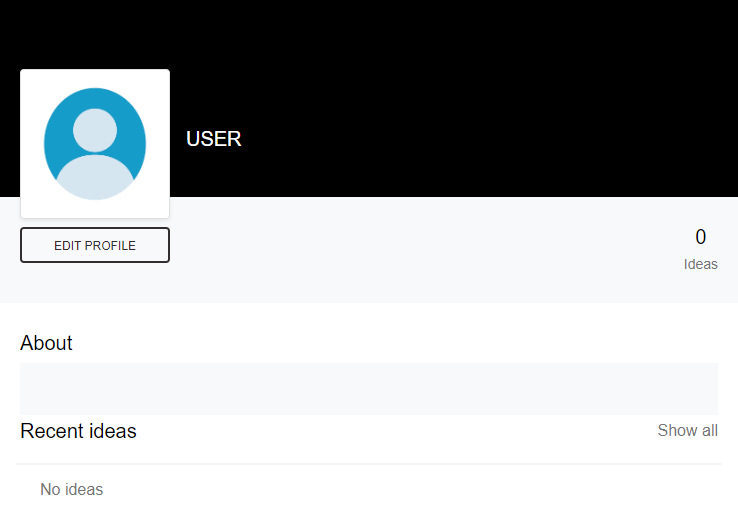 USER
EDIT PROFILE
0
Ideas
About
Recent ideas
Show all
No ideas